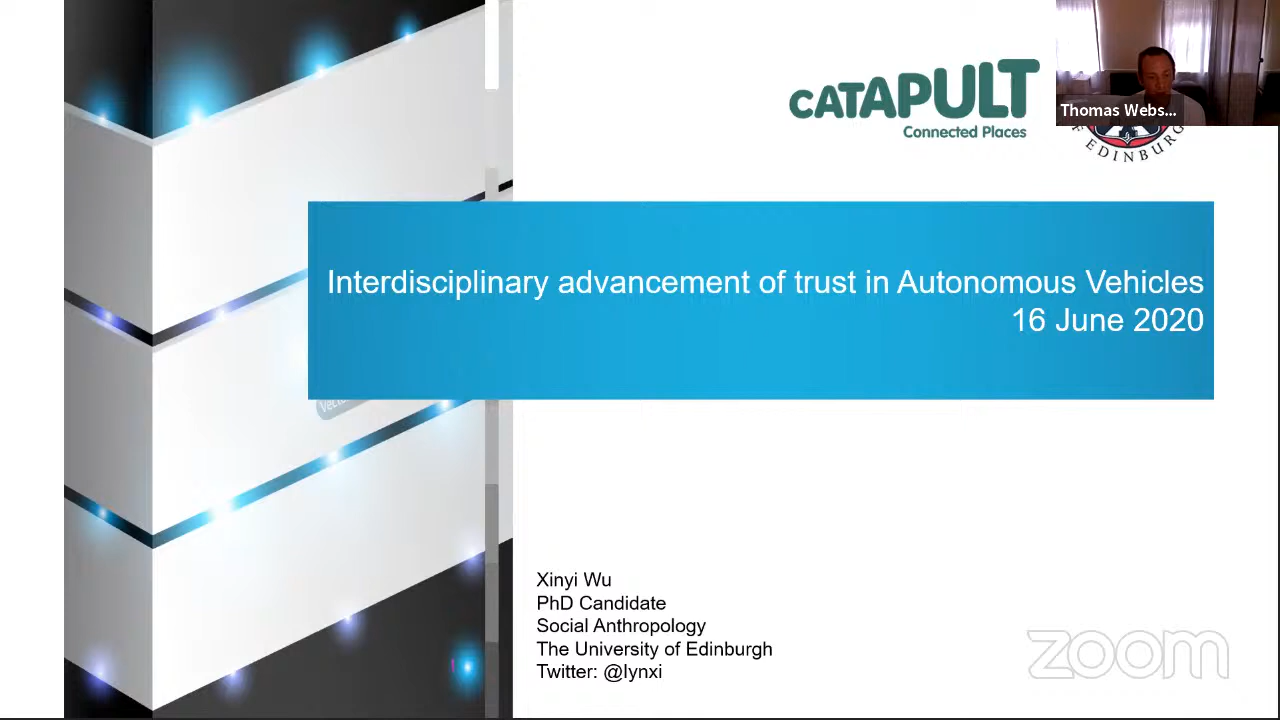 CATAPULT
Connected Places
Thomas Webs...
EDINBURG
Interdisciplinary advancement of trust in Autonomous Vehicles
16 June 2020
Xinyi Wu
PhD Candidate
Social Anthropology
The University of Edinburgh
Twitter: @lynxi
zoom